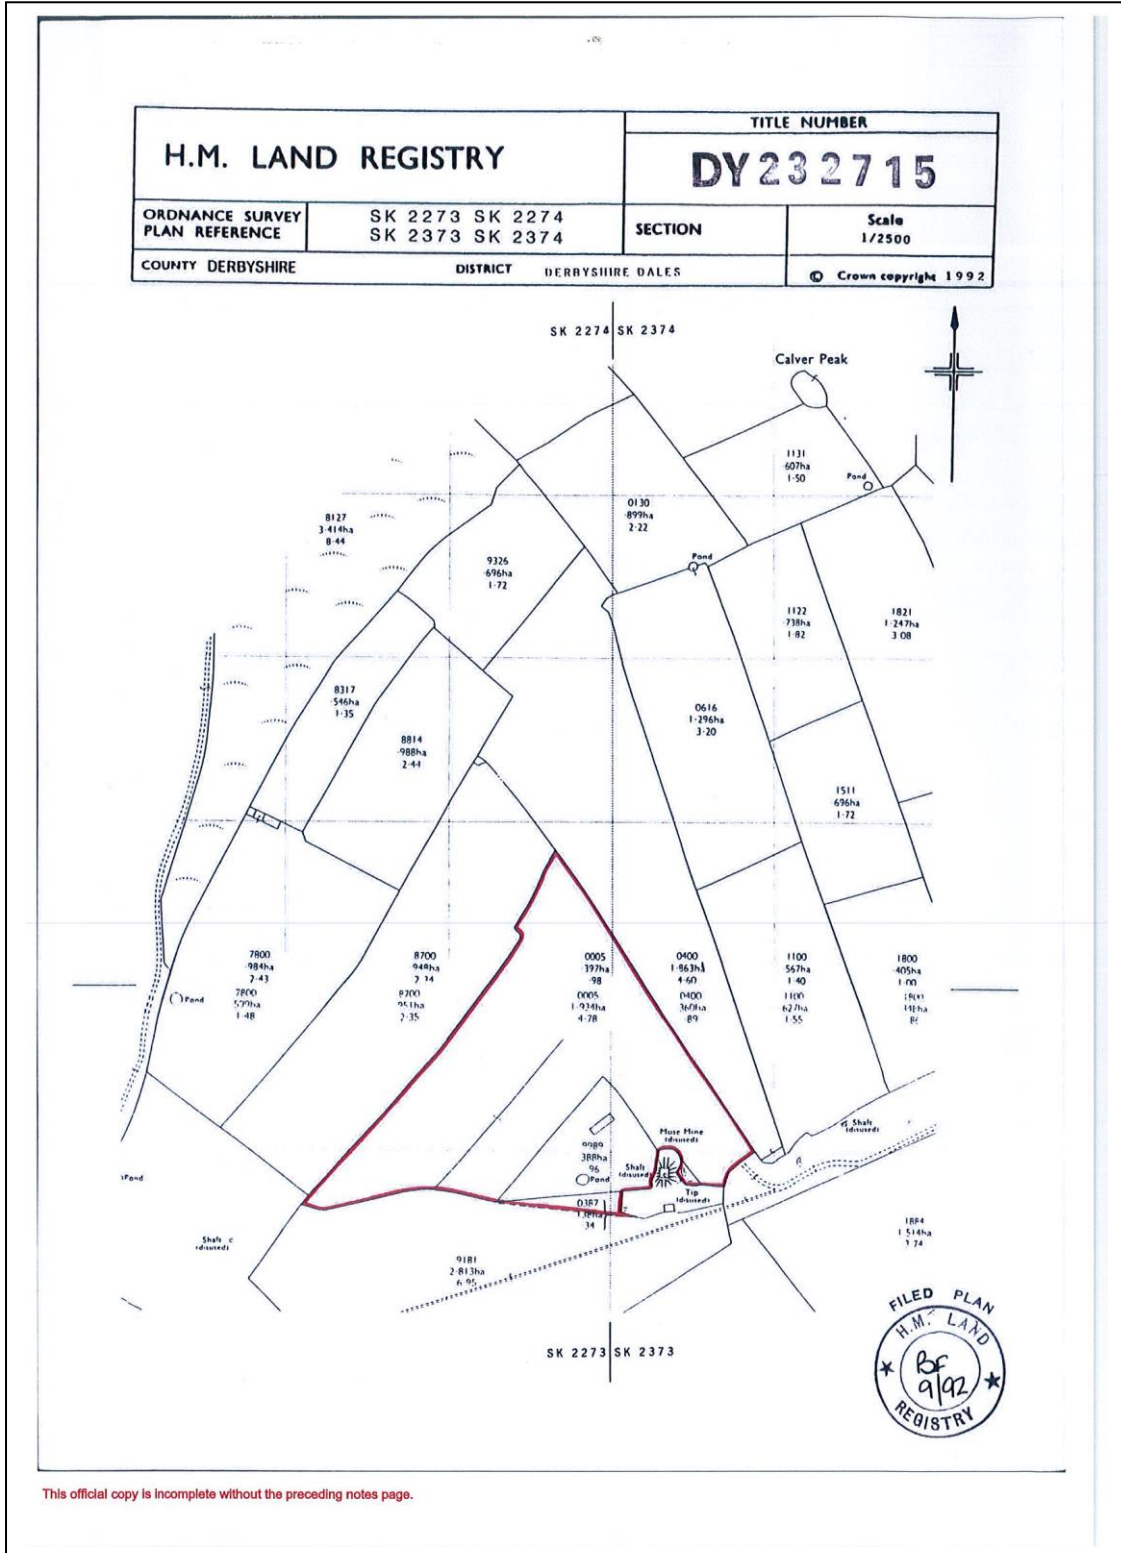 H.M. LAND REGISTRY
TITLE NUMBER
DY232715
ORDNANCE SURVEY
PLAN REFERENCE
SK 2273 SK 2274
SK 2373 SK 2374
SECTION
Scale
1/2500
COUNTY DERBYSHIRE
DISTRICT DERBYSHIRE DALES
© Crown copyright 1992
SK 2274 SK 2374
Calver Peak
1131
607ha
1·50
Pond
0130
·899ha
2·22
8127
3·414ha
8·44
Pond
9326
·696ha
1·72
1122
·738ha
1·82
1821
1·247ha
3·08
8317
·546ha
1·35
0616
1·296ha
3·20
8814
·988ha
2·44
1511
696ha
1·72
7800
·984ha
2·43
8700
0005
·397ha
·98
0400
1·863ha
4·60
1100
567ha
1·40
1800
·405ha
1·00
7800
1·48
Pond
8700
951ha
2·35
0005
1·934ha
4·78
0400
360ha
·89
1100
627ha
1·55
Shaft
(disused)
Muse Mine
(disused)
9989
388ha
96
Pond
Shaft
(disused)
Pond
Tip
(disused)
0387
·34
Shaft
(disused)
9181
2·813ha
6·95
1884
1·514ha
3·74
SK 2273 SK 2373
FILED PLAN
H.M. LAND
REGISTRY
BF
9/92
This official copy is incomplete without the preceding notes page.